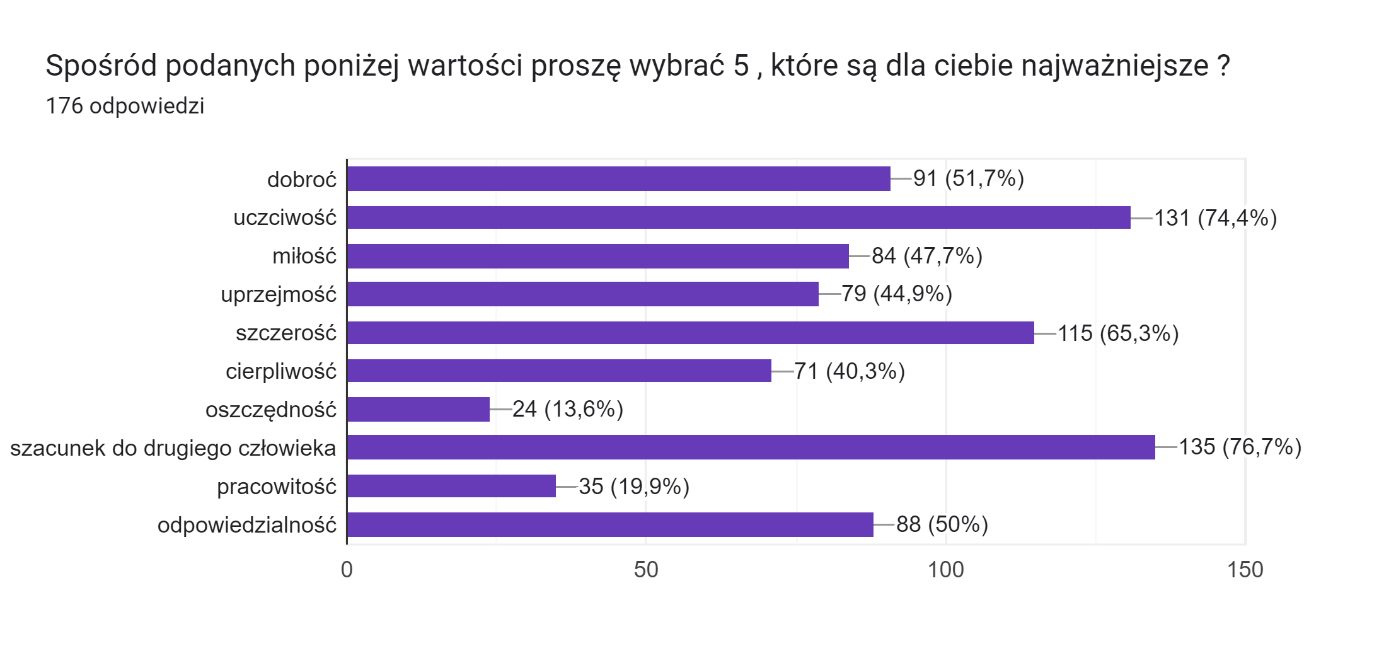 Spośród podanych poniżej wartości proszę wybrać 5 , które są dla ciebie najważniejsze ?
176 odpowiedzi
dobroć 91 (51,7%)
uczciwość 131 (74,4%)
miłość 84 (47,7%)
uprzejmość 79 (44,9%)
szczerość 115 (65,3%)
cierpliwość 71 (40,3%)
oszczędność 24 (13,6%)
szacunek do drugiego człowieka 135 (76,7%)
pracowitość 35 (19,9%)
odpowiedzialność 88 (50%)
0 50 100 150